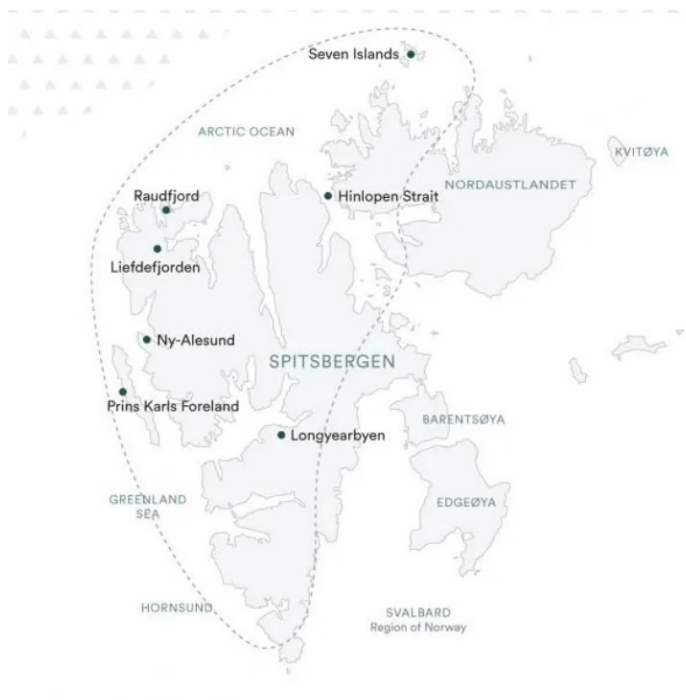 Seven Islands
ARCTIC OCEAN
KVITØYA
Raudfjord
Hinlopen Strait
NORDAUSTLANDET
Liefdefjorden
Ny-Alesund
SPITSBERGEN
Prins Karls Foreland
BARENTSØYA
Longyearbyen
GREENLAND
SEA
EDGEØYA
HORNSUND
SVALBARD
Region of Norway